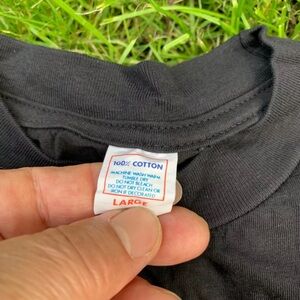 100% COTTON
MACHINE WASH WARM
TUMBLE DRY
DO NOT BLEACH
DO NOT DRY CLEAN OR
IRON IF DECORATED
LARGE